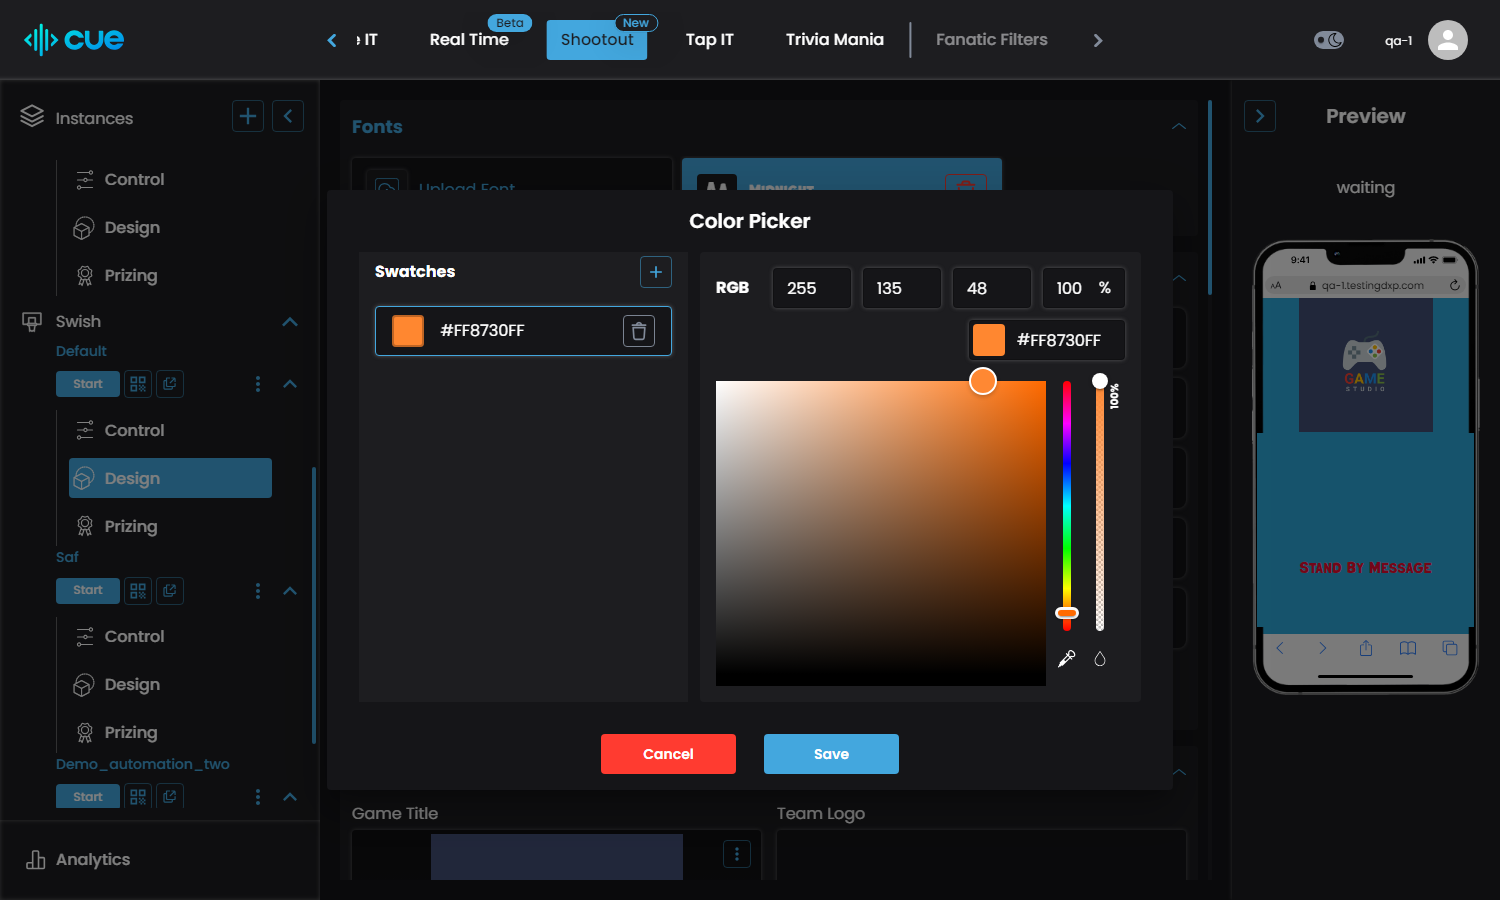 cue
e IT
Real Time
Beta
Shootout
New
Tap IT
Trivia Mania
Fanatic Filters
qa-1
Instances
Control
Design
Prizing
Swish
Default
Start
Control
Design
Prizing
Saf
Start
Control
Design
Prizing
Demo_automation_two
Start
Analytics
Fonts
Upload Font
Midnight
Color Picker
Swatches
#FF8730FF
RGB
255
135
48
100 %
#FF8730FF
100%
Cancel
Save
Game Title
Team Logo
Preview
waiting
9:41
AA
qa-1.testingdxp.com
GAME
STUDIO
Stand By Message